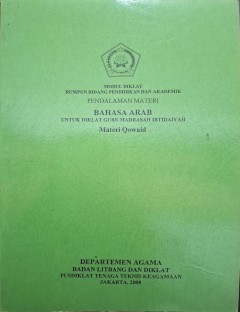 MODUL DIKLAT
RUMPUN BIDANG PENDIDIKAN DAN AKADEMIK
PENDALAMAN MATERI
BAHASA ARAB
UNTUK DIKLAT GURU MADRASAH IBTIDAIYAH
Materi Qowaid
DEPARTEMEN AGAMA
BADAN LITBANG DAN DIKLAT
PUSDIKLAT TENAGA TEKNIS KEAGAMAAN
JAKARTA, 2009